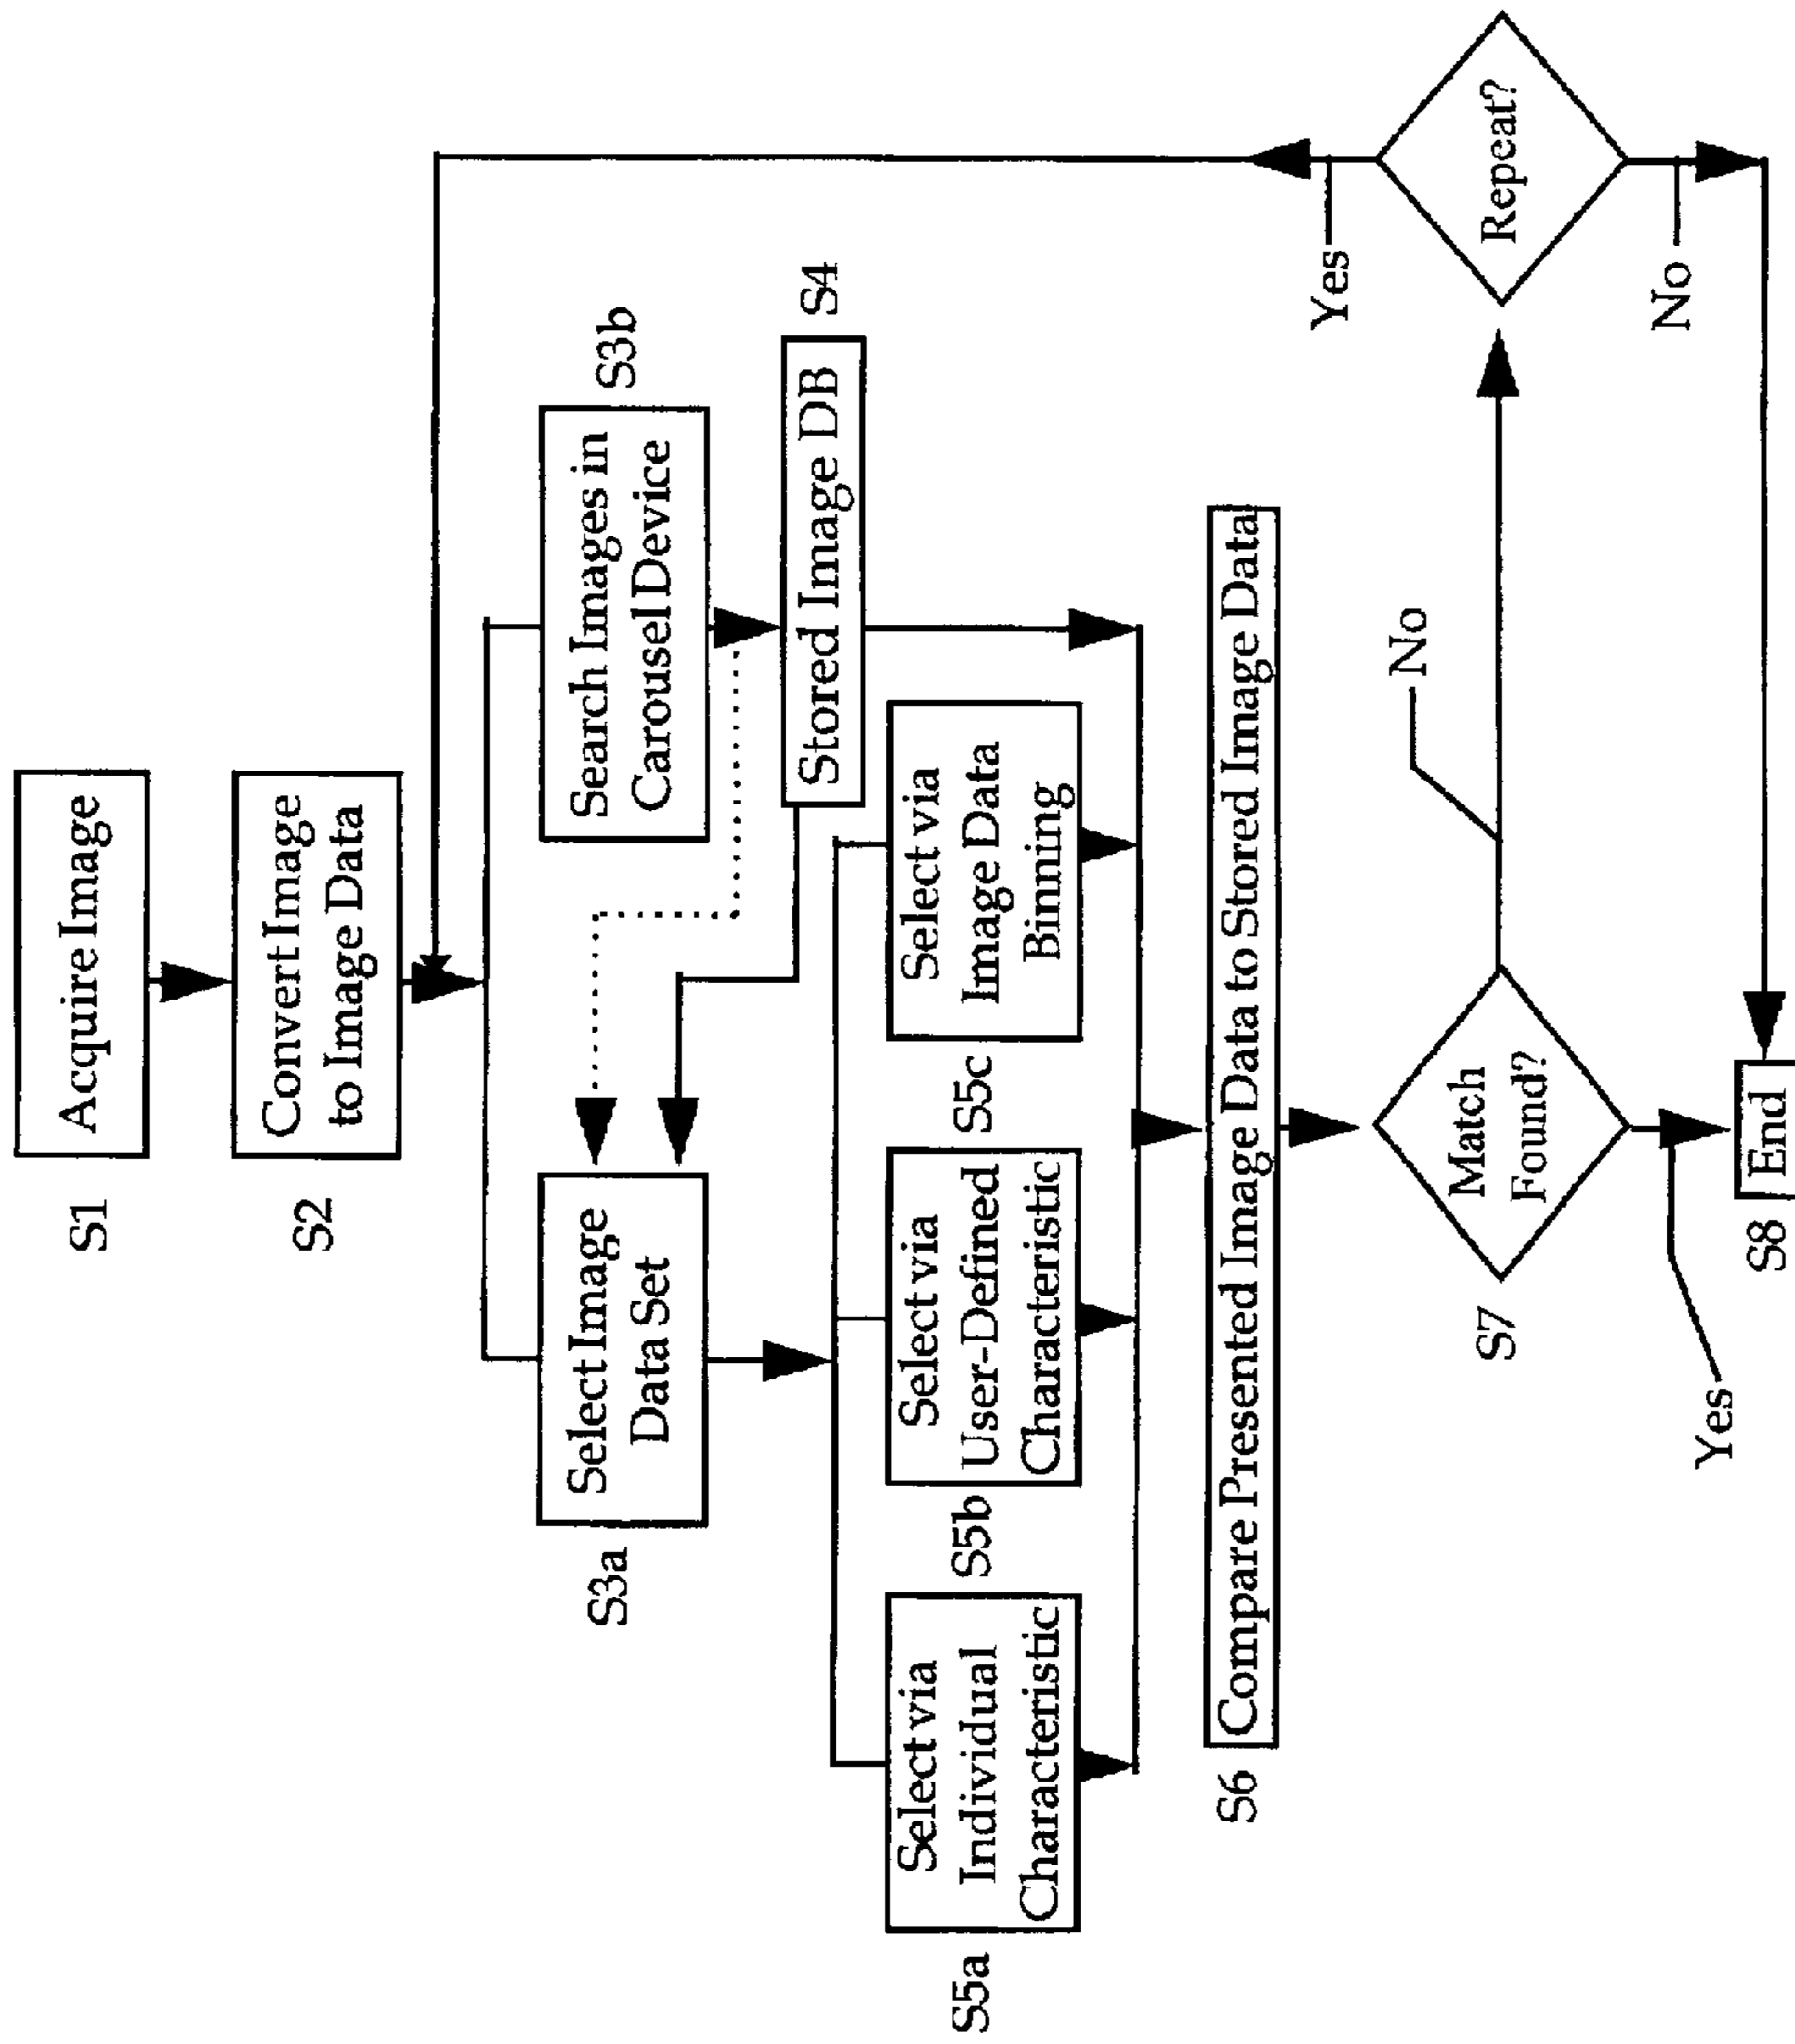 S1
Acquire Image
S2
Convert Image
to Image Data
S3a
Select Image
Data Set
Search Images in
Carousel Device
S3b
Stored Image DB
S4
S5a
Select via
Individual
Characteristic
S5b
Select via
User-Defined
Characteristic
S5c
Select via
Image Data
Binning
S6
Compare Presented Image Data to Stored Image Data
S7
Match
Found?
No
Yes
Repeat?
Yes
No
S8
End